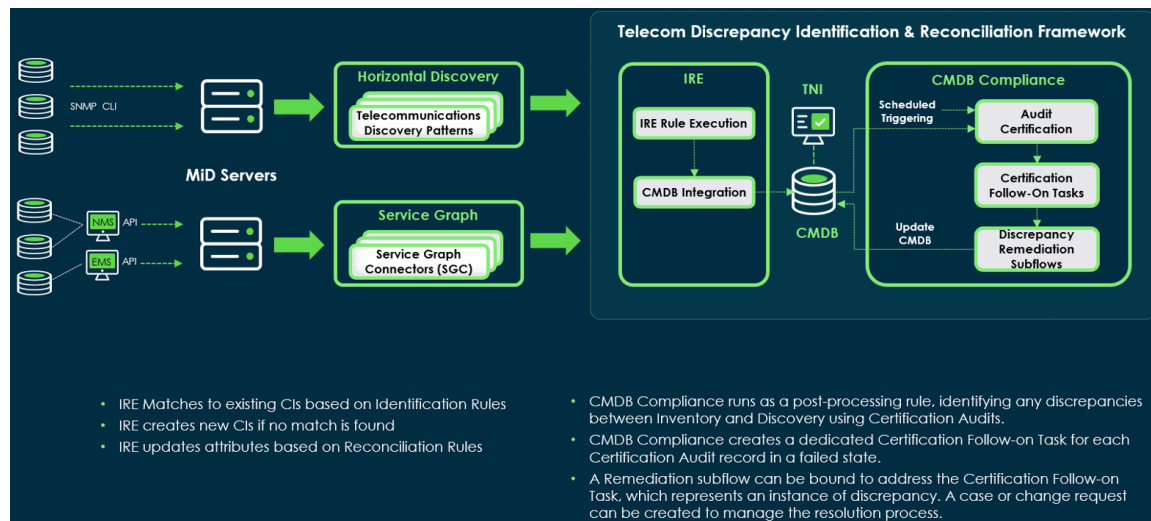 Telecom Discrepancy Identification & Reconciliation Framework
SNMP CLI
Horizontal Discovery
Telecommunications
Discovery Patterns
MiD Servers
NMS
API
EMS
API
Service Graph
Service Graph
Connectors (SGC)
IRE
IRE Rule Execution
CMDB Integration
TNI
CMDB
CMDB Compliance
Scheduled
Triggering
Audit
Certification
Certification
Follow-On Tasks
Update
CMDB
Discrepancy
Remediation
Subflows
• IRE Matches to existing CIs based on Identification Rules
• IRE creates new CIs if no match is found
• IRE updates attributes based on Reconciliation Rules
• CMDB Compliance runs as a post-processing rule, identifying any discrepancies
between Inventory and Discovery using Certification Audits.
• CMDB Compliance creates a dedicated Certification Follow-on Task for each
Certification Audit record in a failed state.
• A Remediation subflow can be bound to address the Certification Follow-on
Task, which represents an instance of discrepancy. A case or change request
can be created to manage the resolution process.